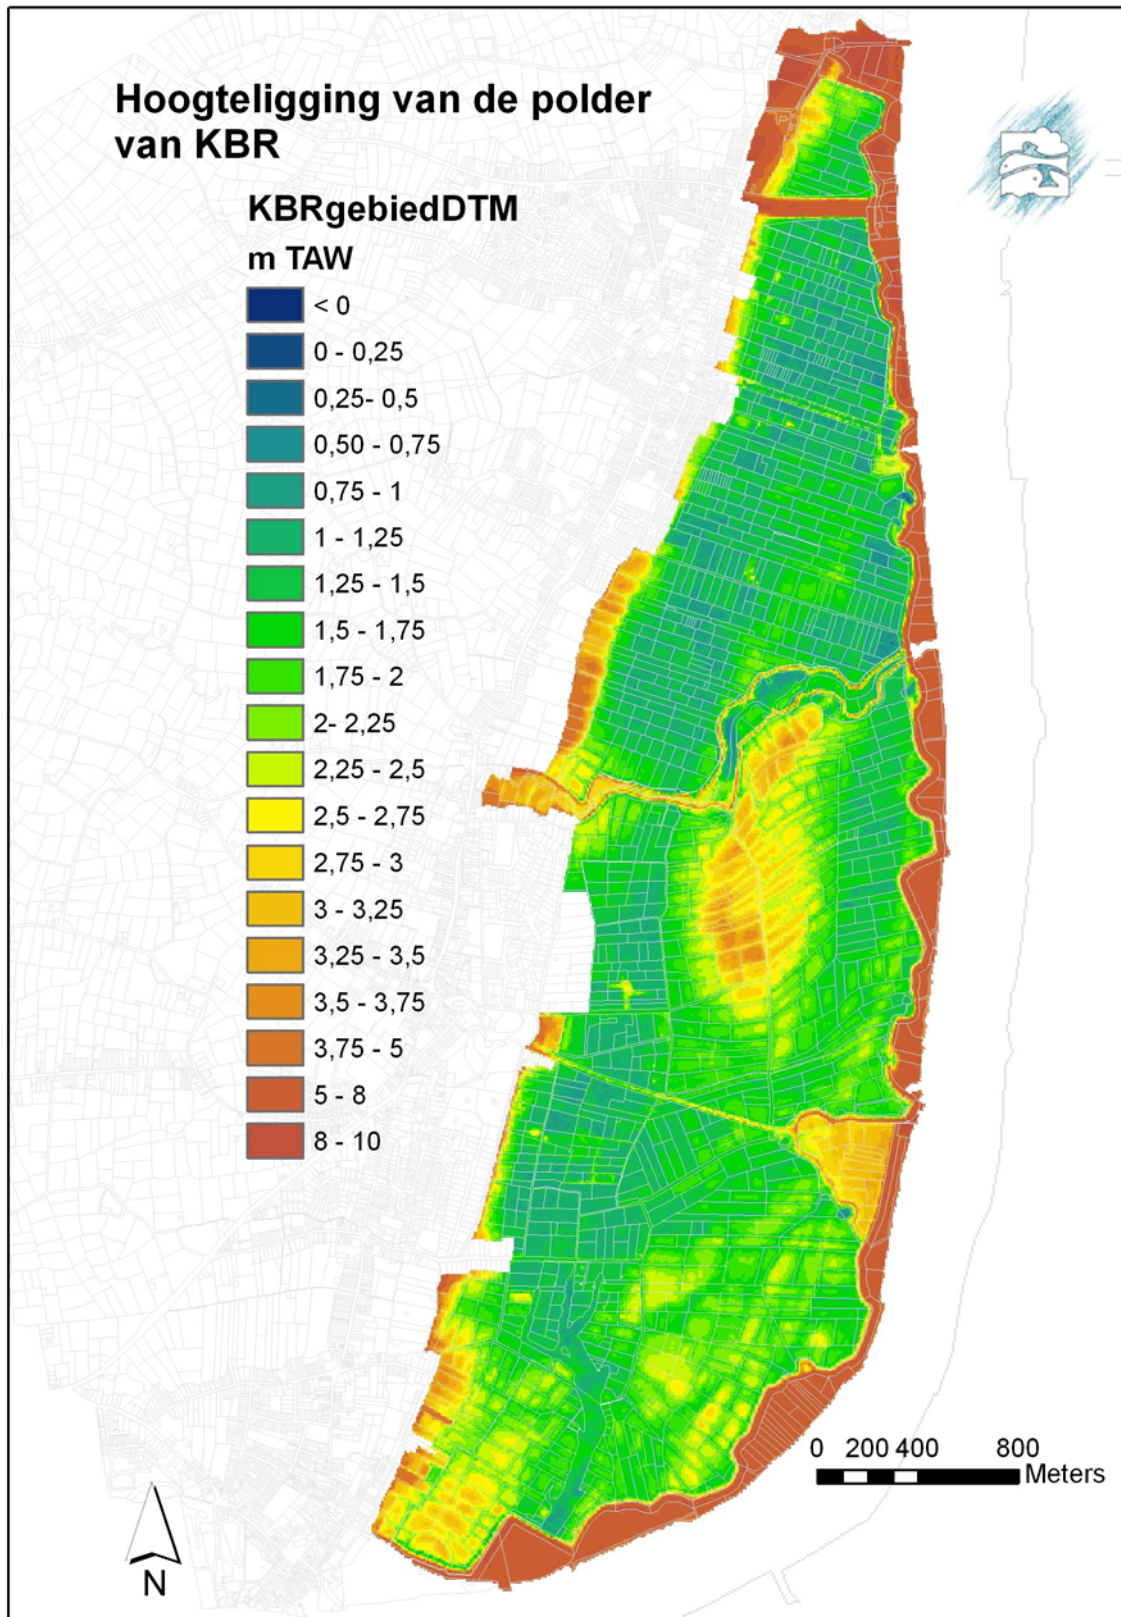 Hoogteligging van de polder
van KBR
KBRgebiedDTM
m TAW
< 0
0 - 0,25
0,25- 0,5
0,50 - 0,75
0,75 - 1
1 - 1,25
1,25 - 1,5
1,5 - 1,75
1,75 - 2
2- 2,25
2,25 - 2,5
2,5 - 2,75
2,75 - 3
3 - 3,25
3,25 - 3,5
3,5 - 3,75
3,75 - 5
5 - 8
8 - 10
0 200 400 800
Meters
N